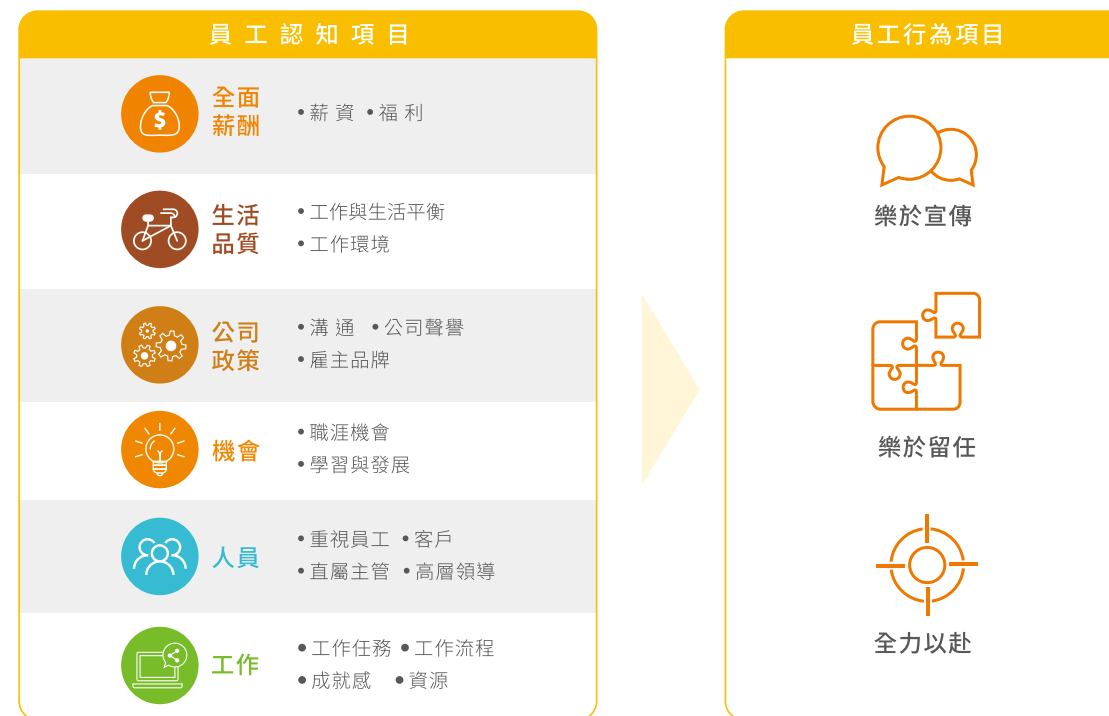 員工認知項目
全面
薪酬
•薪資 •福利
生活
品質
•工作與生活平衡
•工作環境
公司
政策
•溝通 •公司聲譽
•雇主品牌
機會
•職涯機會
•學習與發展
人員
•重視員工 •客戶
•直屬主管 •高層領導
工作
•工作任務 •工作流程
•成就感 •資源
員工行為項目
樂於宣傳
樂於留任
全力以赴
$